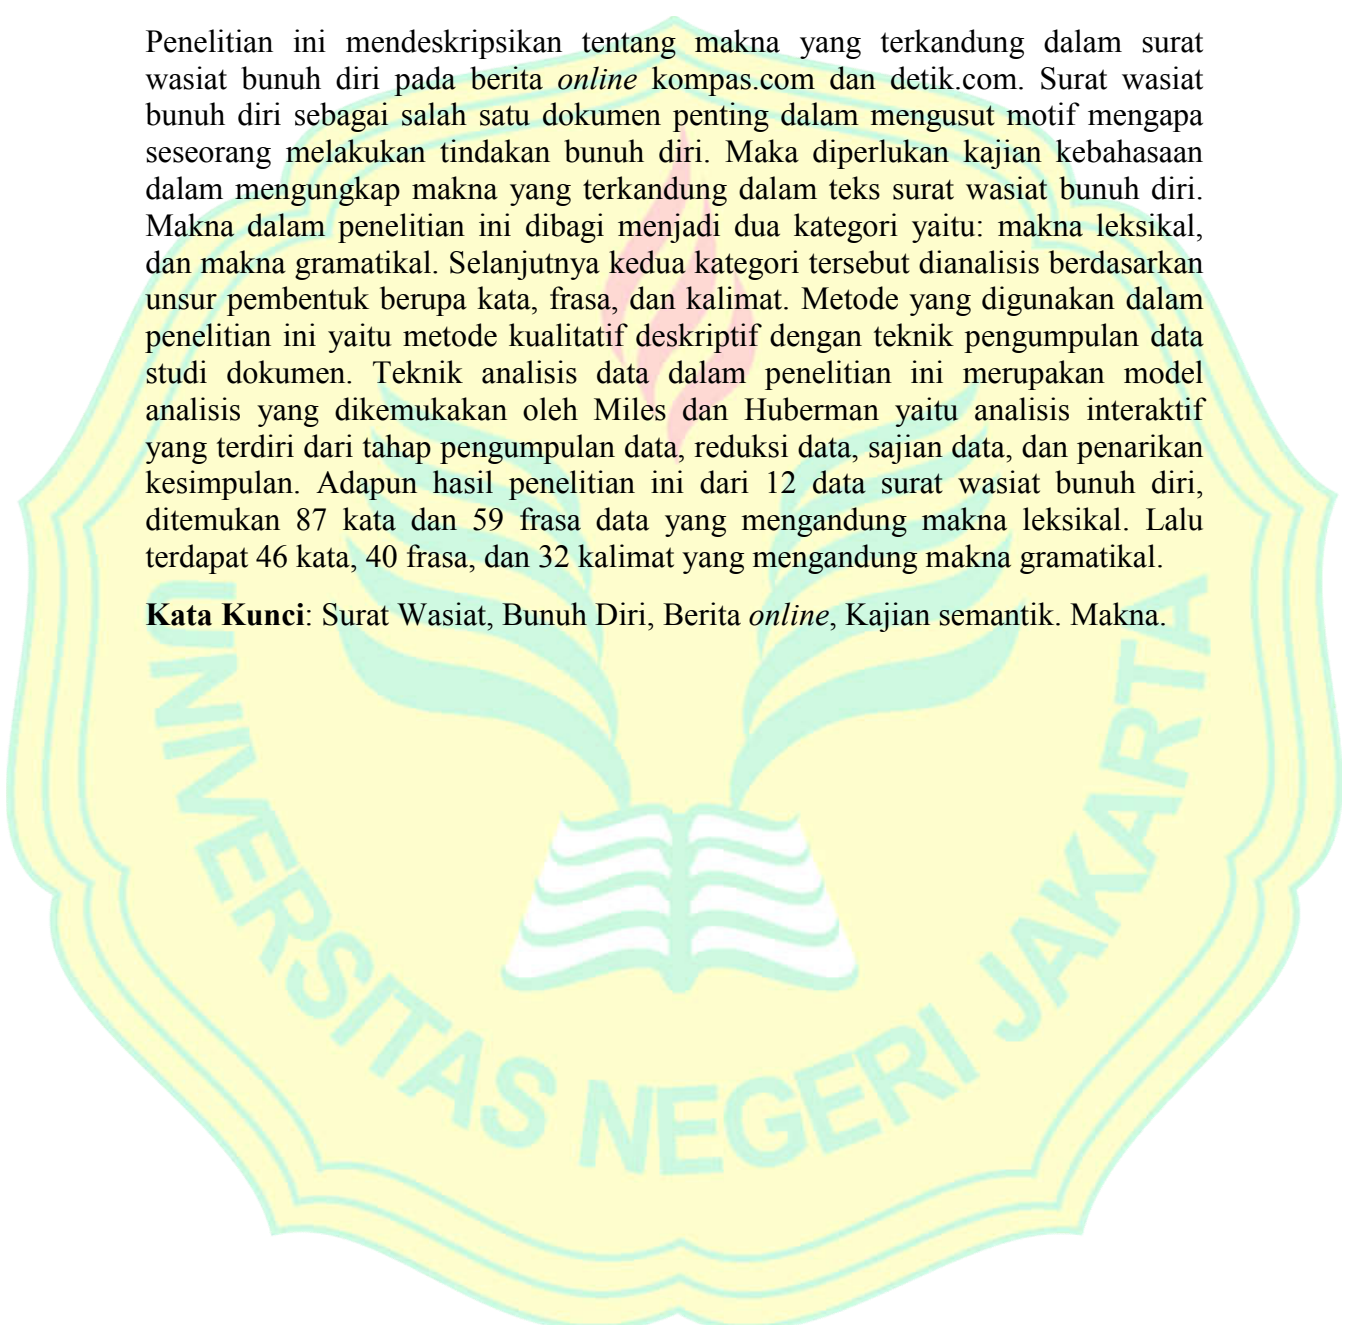 Penelitian ini mendeskripsikan tentang makna yang terkandung dalam surat
wasiat bunuh diri pada berita online kompas.com dan detik.com. Surat wasiat
bunuh diri sebagai salah satu dokumen penting dalam mengusut motif mengapa
seseorang melakukan tindakan bunuh diri. Maka diperlukan kajian kebahasaan
dalam mengungkap makna yang terkandung dalam teks surat wasiat bunuh diri.
Makna dalam penelitian ini dibagi menjadi dua kategori yaitu: makna leksikal,
dan makna gramatikal. Selanjutnya kedua kategori tersebut dianalisis berdasarkan
unsur pembentuk berupa kata, frasa, dan kalimat. Metode yang digunakan dalam
penelitian ini yaitu metode kualitatif deskriptif dengan teknik pengumpulan data
studi dokumen. Teknik analisis data dalam penelitian ini merupakan model
analisis yang dikemukakan oleh Miles dan Huberman yaitu analisis interaktif
yang terdiri dari tahap pengumpulan data, reduksi data, sajian data, dan penarikan
kesimpulan. Adapun hasil penelitian ini dari 12 data surat wasiat bunuh diri,
ditemukan 87 kata dan 59 frasa data yang mengandung makna leksikal. Lalu
terdapat 46 kata, 40 frasa, dan 32 kalimat yang mengandung makna gramatikal.
Kata Kunci: Surat Wasiat, Bunuh Diri, Berita online, Kajian semantik. Makna.
UNIVERSITAS NEGERI JAKARTA